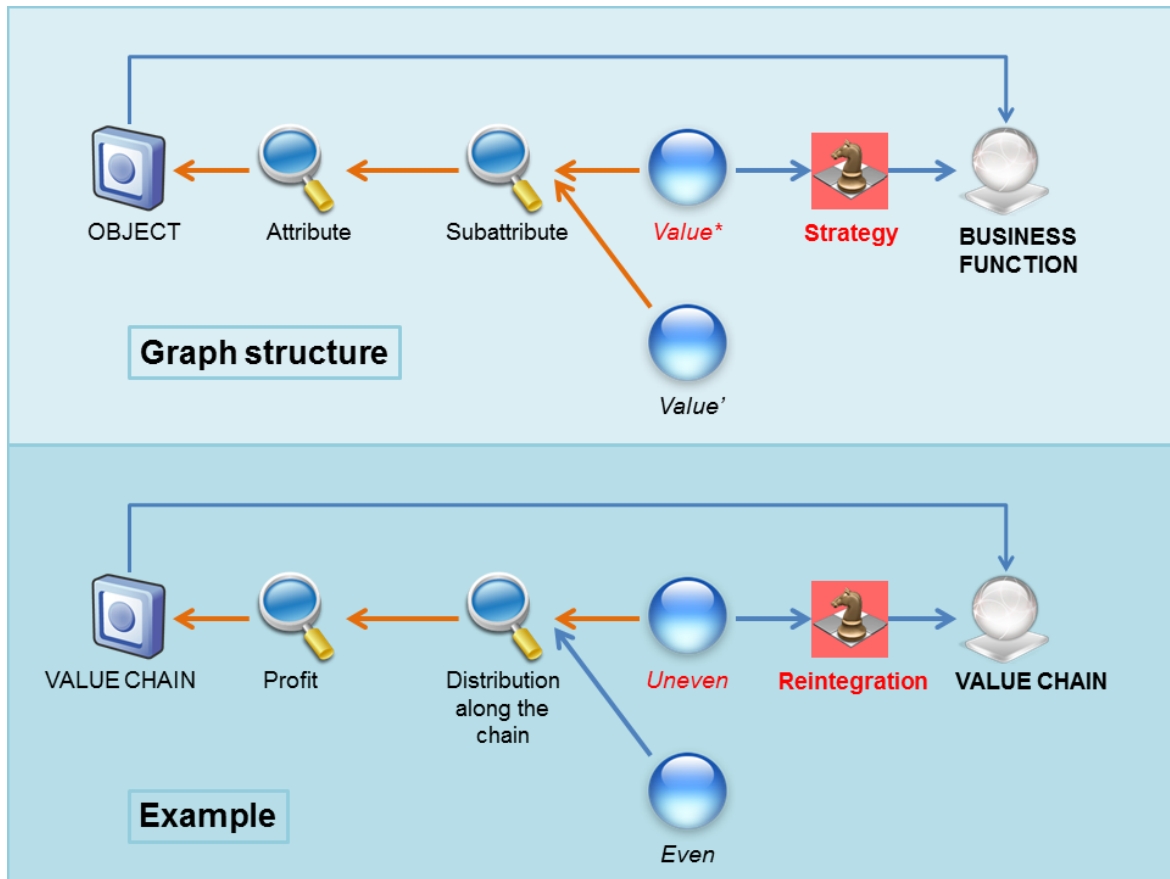 OBJECT
Attribute
Subattribute
Value*
Strategy
BUSINESS
FUNCTION
Graph structure
Value’
VALUE CHAIN
Profit
Distribution
along the
chain
Uneven
Reintegration
VALUE CHAIN
Example
Even